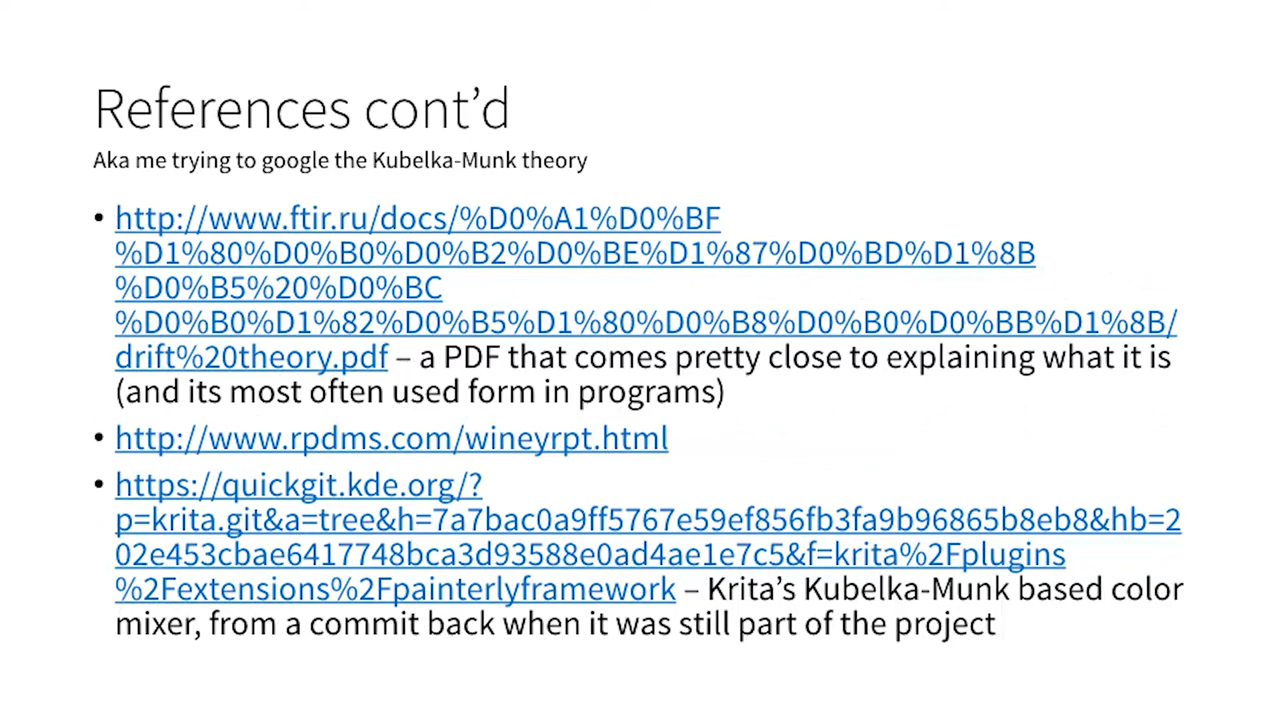 References cont’d
Aka me trying to google the Kubelka-Munk theory
• http://www.ftir.ru/docs/%D0%A1%D0%BF
%D1%80%D0%B0%D0%B2%D0%BE%D1%87%D0%BD%D1%8B
%D0%B5%20%D0%BC
%D0%B0%D1%82%D0%B5%D1%80%D0%B8%D0%B0%D0%BB%D1%8B/
drift%20theory.pdf – a PDF that comes pretty close to explaining what it is
(and its most often used form in programs)
• http://www.rpdms.com/wineyrpt.html
• https://quickgit.kde.org/?
p=krita.git&a=tree&h=7a7bac0a9ff5767e59ef856fb3fa9b96865b8eb8&hb=2
02e453cbae6417748bca3d93588e0ad4ae1e7c5&f=krita%2Fplugins
%2Fextensions%2Fpainterlyframework – Krita’s Kubelka-Munk based color
mixer, from a commit back when it was still part of the project